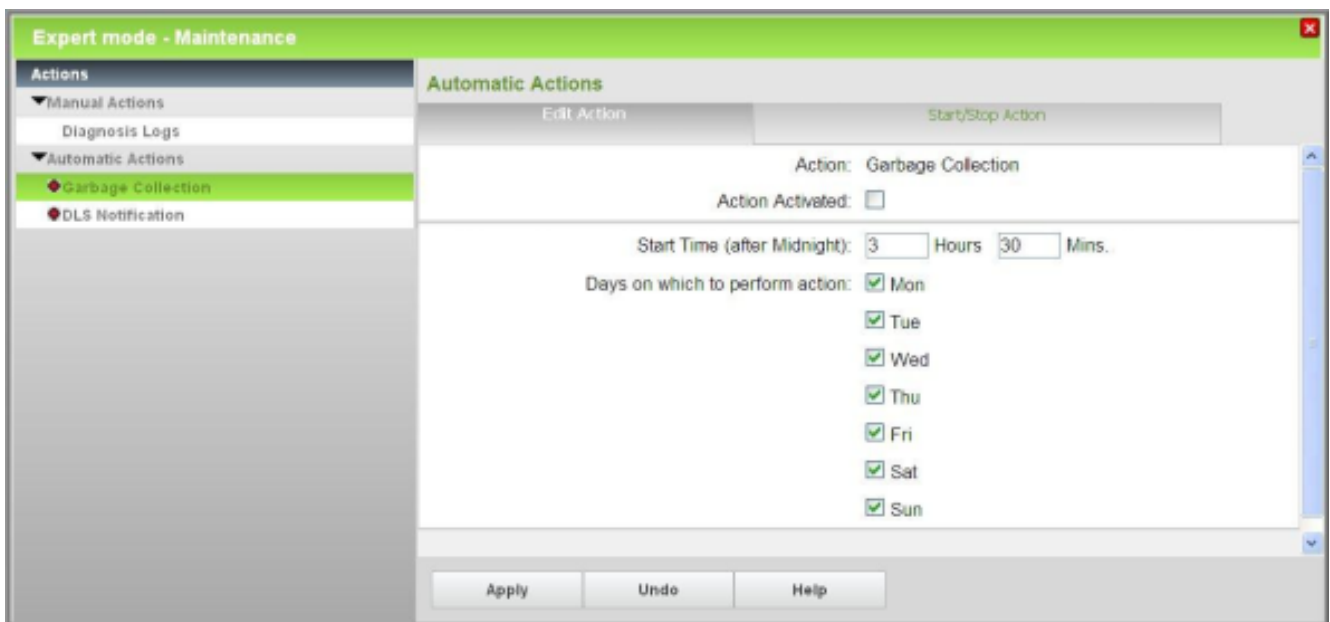 Expert mode - Maintenance
Actions
Manual Actions
Diagnosis Logs
Automatic Actions
Garbage Collection
DLS Notification
Automatic Actions
Edit Action Start/Stop Action
Action: Garbage Collection
Action Activated:
Start Time (after Midnight): 3 Hours 30 Mins.
Days on which to perform action: Mon
Tue
Wed
Thu
Fri
Sat
Sun
Apply Undo Help